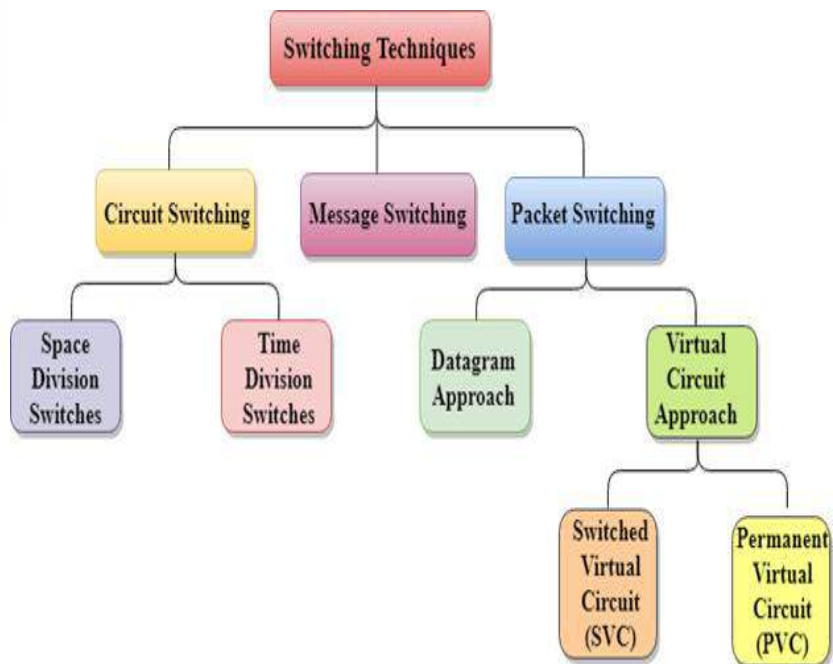 Switching Techniques
Circuit Switching
Message Switching
Packet Switching
Space
Division
Switches
Time
Division
Switches
Datagram
Approach
Virtual
Circuit
Approach
Switched
Virtual
Circuit
(SVC)
Permanent
Virtual
Circuit
(PVC)